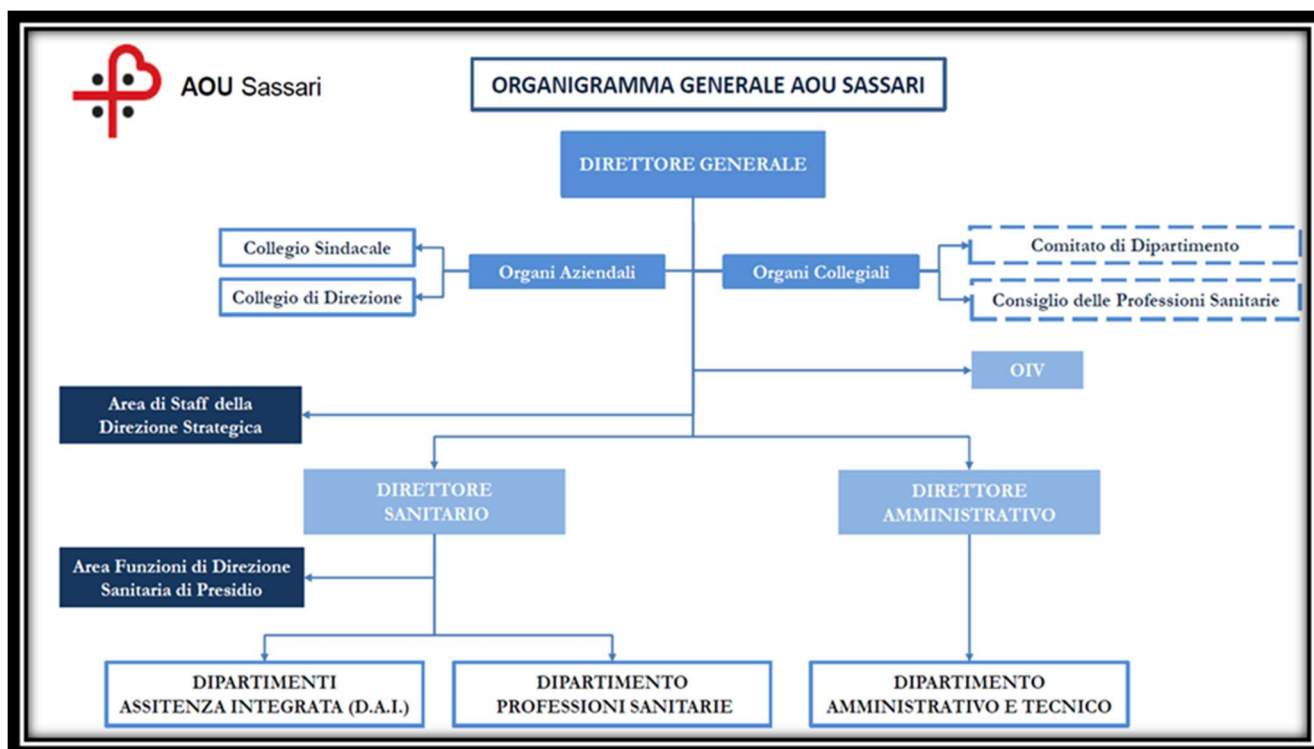 AOU Sassari
ORGANIGRAMMA GENERALE AOU SASSARI
DIRETTORE GENERALE
Collegio Sindacale
Collegio di Direzione
Organi Aziendali
Organi Collegiali
Comitato di Dipartimento
Consiglio delle Professioni Sanitarie
OIV
Area di Staff della
Direzione Strategica
DIRETTORE
SANITARIO
DIRETTORE
AMMINISTRATIVO
Area Funzioni di Direzione
Sanitaria di Presidio
DIPARTIMENTI
ASSITENZA INTEGRATA (D.A.I.)
DIPARTIMENTO
PROFESSIONI SANITARIE
DIPARTIMENTO
AMMINISTRATIVO E TECNICO